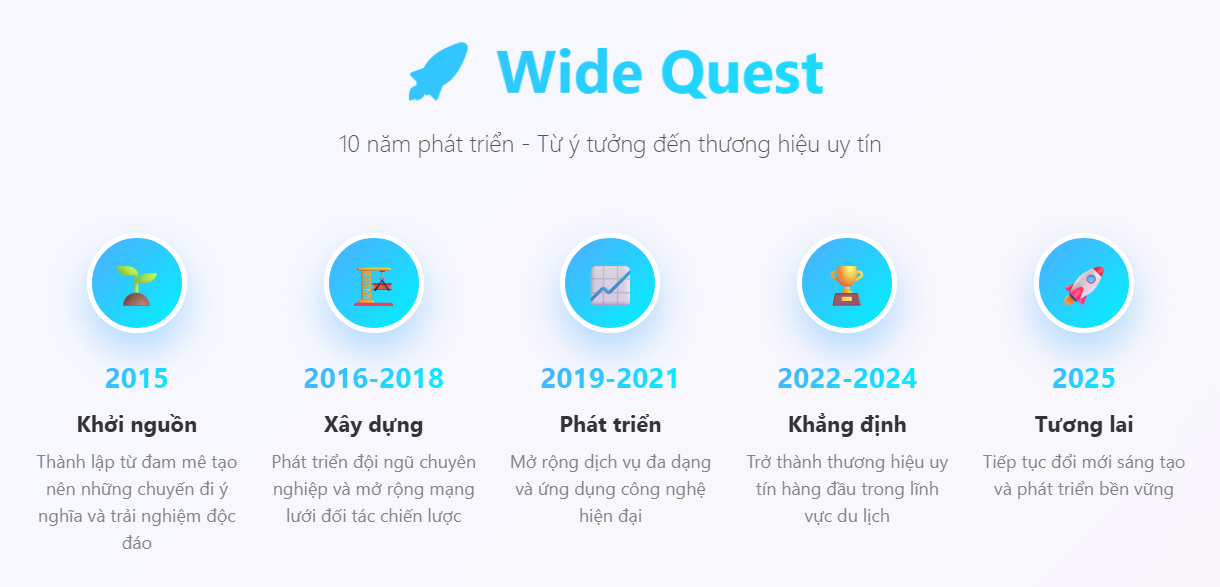 Wide Quest
10 năm phát triển - Từ ý tưởng đến thương hiệu uy tín
2015
Khởi nguồn
Thành lập từ đam mê tạo
nên những chuyến đi ý
nghĩa và trải nghiệm độc
đáo
2016-2018
Xây dựng
Phát triển đội ngũ chuyên
nghiệp và mở rộng mạng
lưới đối tác chiến lược
2019-2021
Phát triển
Mở rộng dịch vụ đa dạng
và ứng dụng công nghệ
hiện đại
2022-2024
Khẳng định
Trở thành thương hiệu uy
tín hàng đầu trong lĩnh
vực du lịch
2025
Tương lai
Tiếp tục đổi mới sáng tạo
và phát triển bền vững